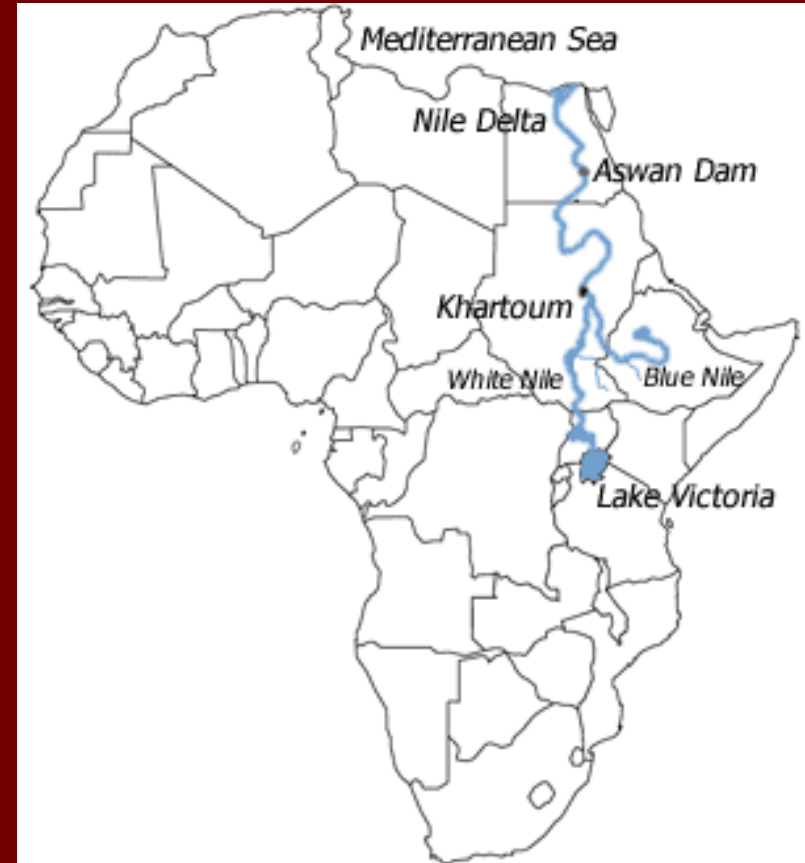 Mediterranean Sea
Nile Delta
Aswan Dam
Khartoum
White Nile
Blue Nile
Lake Victoria